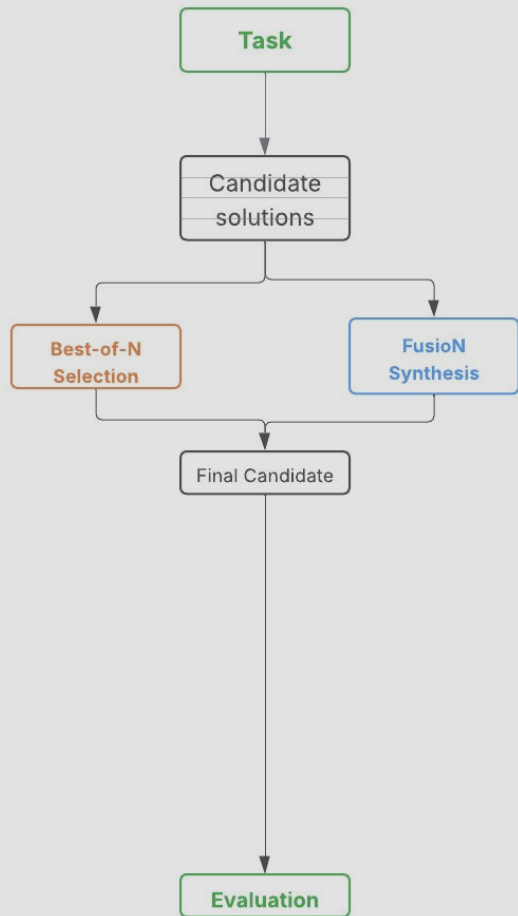 Task
Candidate
solutions
Best-of-N
Selection
FusioN
Synthesis
Final Candidate
Evaluation